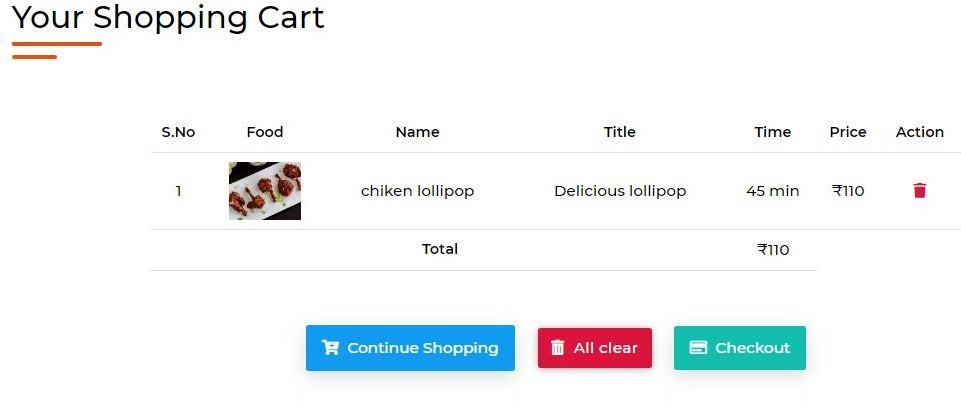 Your Shopping Cart
S.No Food Name Title Time Price Action
1 chiken lollipop Delicious lollipop 45 min ₹110
Total ₹110
Continue Shopping All clear Checkout